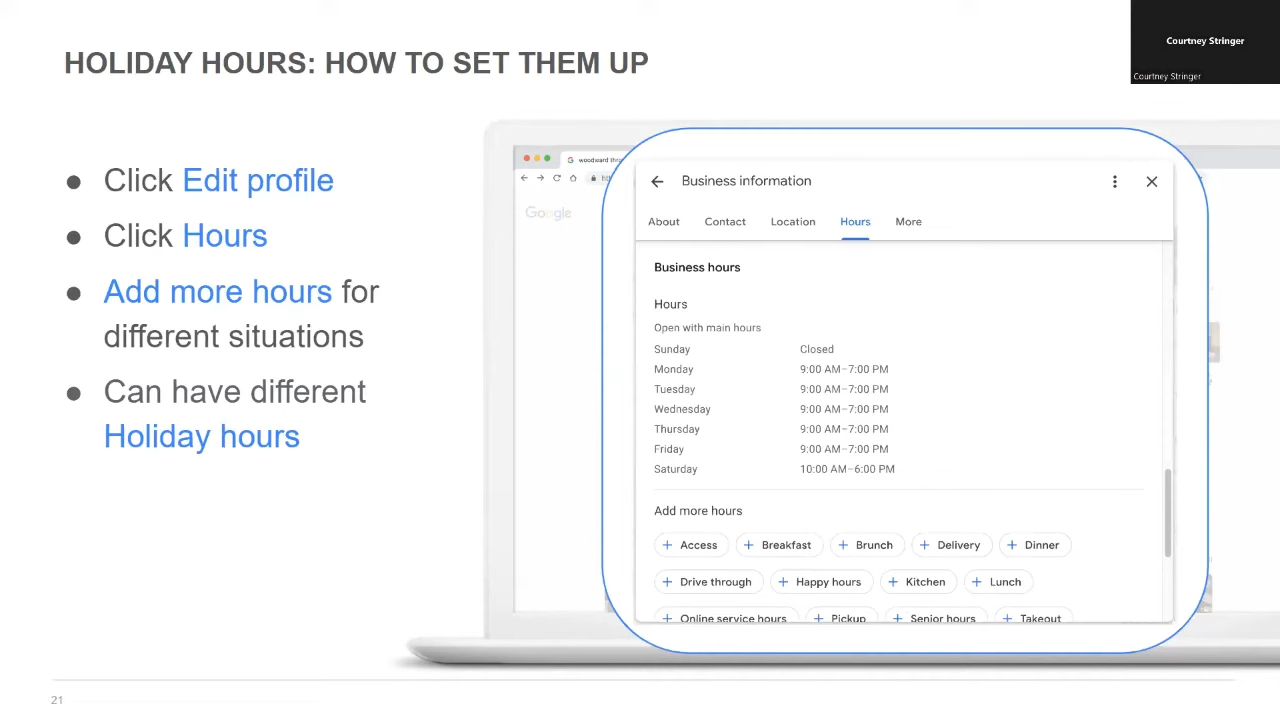 HOLIDAY HOURS: HOW TO SET THEM UP
Courtney Stringer
Courtney Stringer
● Click Edit profile
● Click Hours
● Add more hours for
different situations
● Can have different
Holiday hours
G woodward
Google
Business information
About Contact Location Hours More
Business hours
Hours
Open with main hours
Sunday Closed
Monday 9:00 AM–7:00 PM
Tuesday 9:00 AM–7:00 PM
Wednesday 9:00 AM–7:00 PM
Thursday 9:00 AM–7:00 PM
Friday 9:00 AM–7:00 PM
Saturday 10:00 AM–6:00 PM
Add more hours
+ Access + Breakfast + Brunch + Delivery + Dinner
+ Drive through + Happy hours + Kitchen + Lunch
+ Online service hours + Pickup + Senior hours + Takeout
21